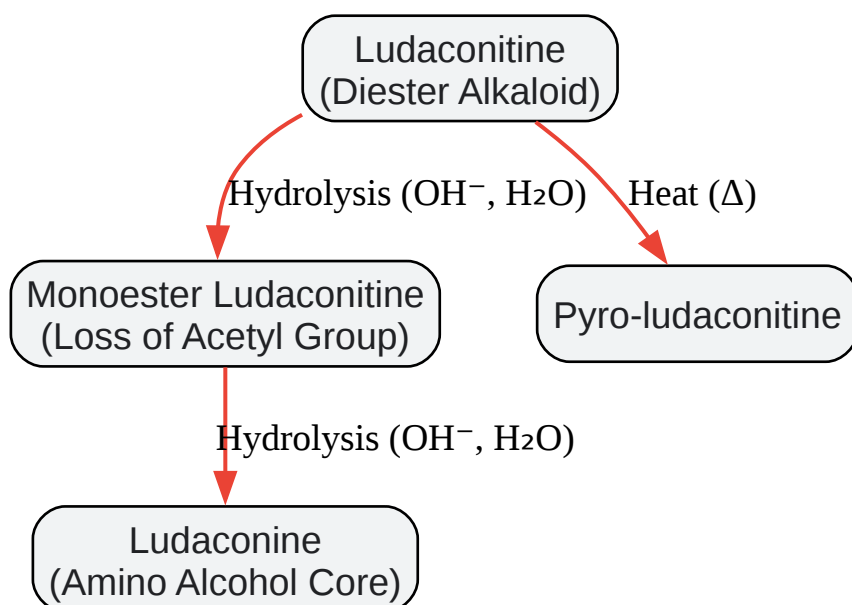 Ludaconitine
(Diester Alkaloid)
Hydrolysis (OH⁻, H₂O)
Heat (Δ)
Monoester Ludaconitine
(Loss of Acetyl Group)
Pyro-ludaconitine
Hydrolysis (OH⁻, H₂O)
Ludaconine
(Amino Alcohol Core)